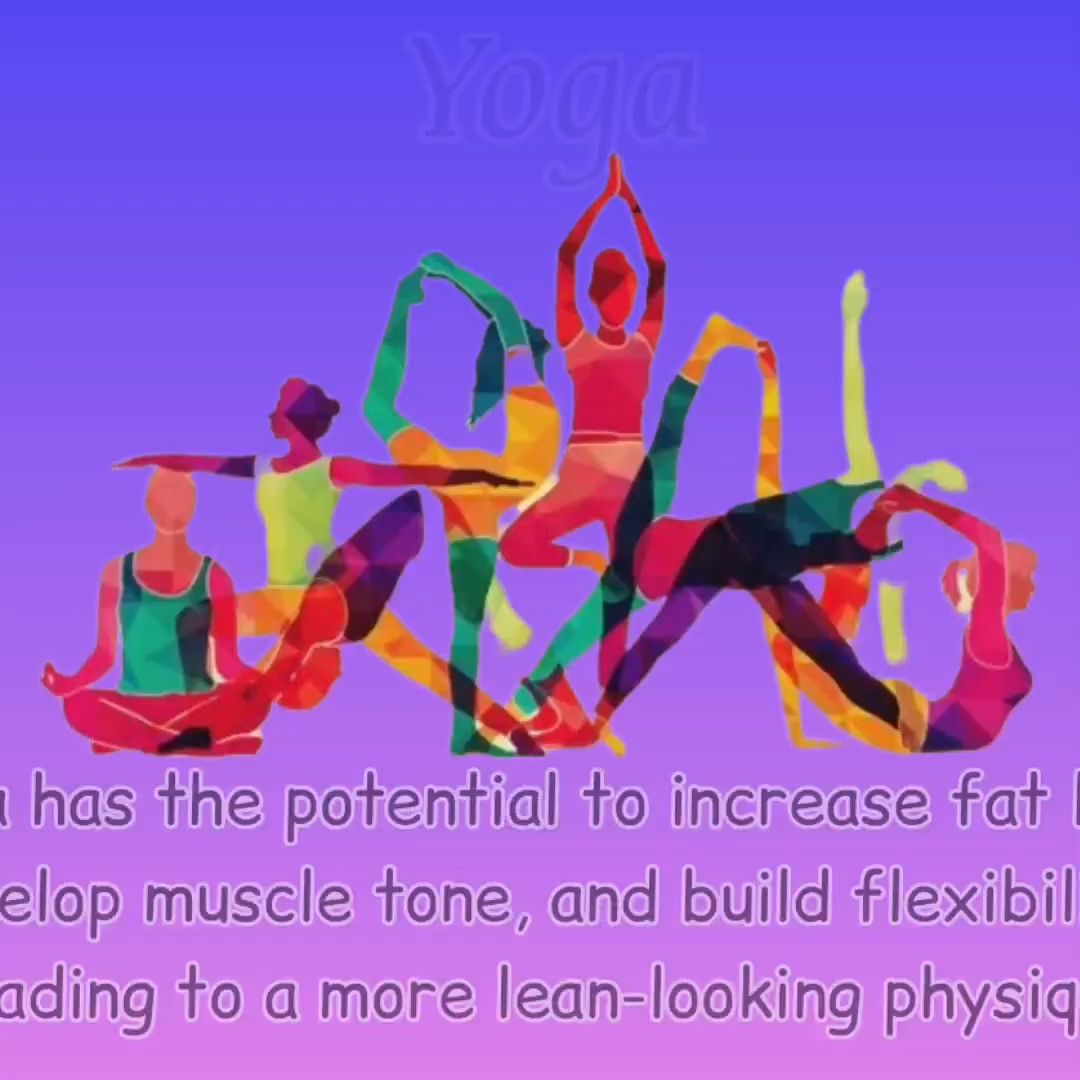 Yoga
a has the potential to increase fat
elop muscle tone, and build flexibil
ading to a more lean-looking physiq